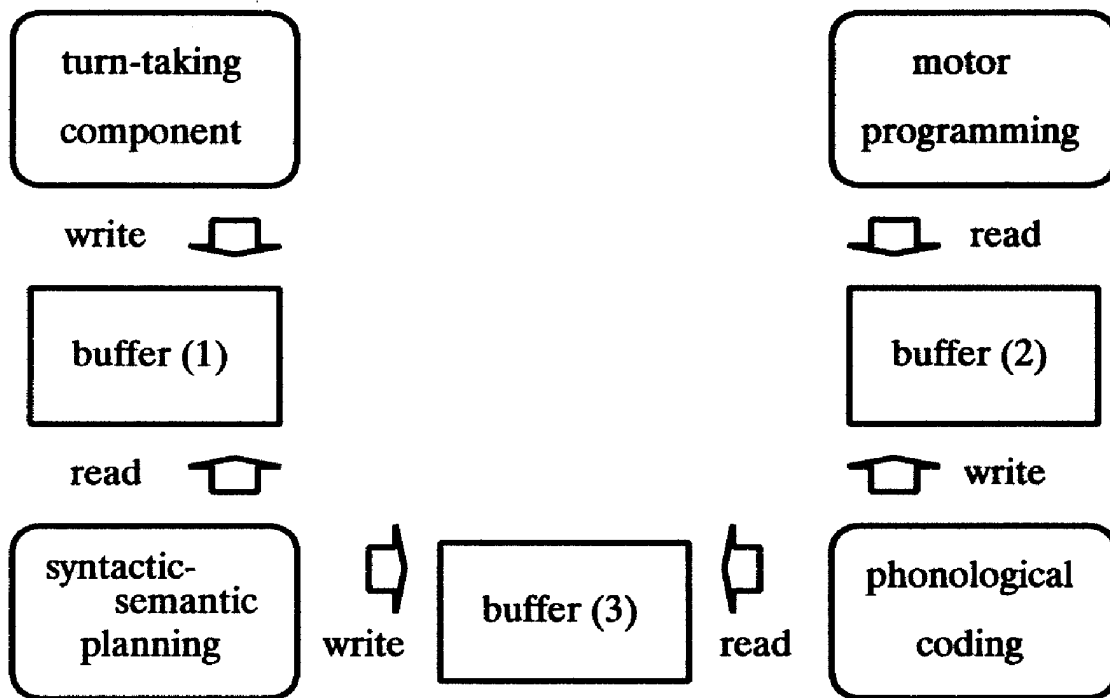 turn-taking
component
motor
programming
write
read
buffer (1)
buffer (2)
read
write
syntactic-
semantic
planning
write
buffer (3)
read
phonological
coding